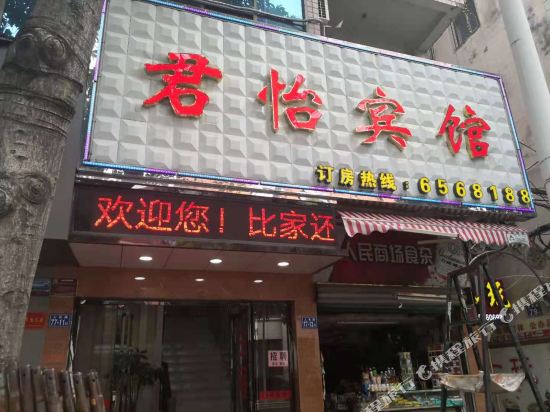 君怡宾馆
订房热线：6568188
欢迎您！比家还
人民商场食杂
招聘